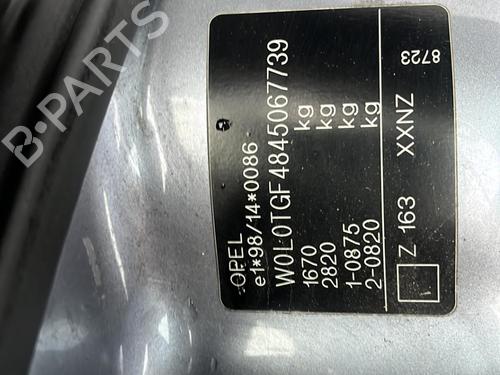 OPEL
e1*98/14*0086
W0L0TGF4845067739
1670 kg
2820 kg
1-0875 kg
2-0820 kg
Z 163 XXNZ
8723
B-PARTS